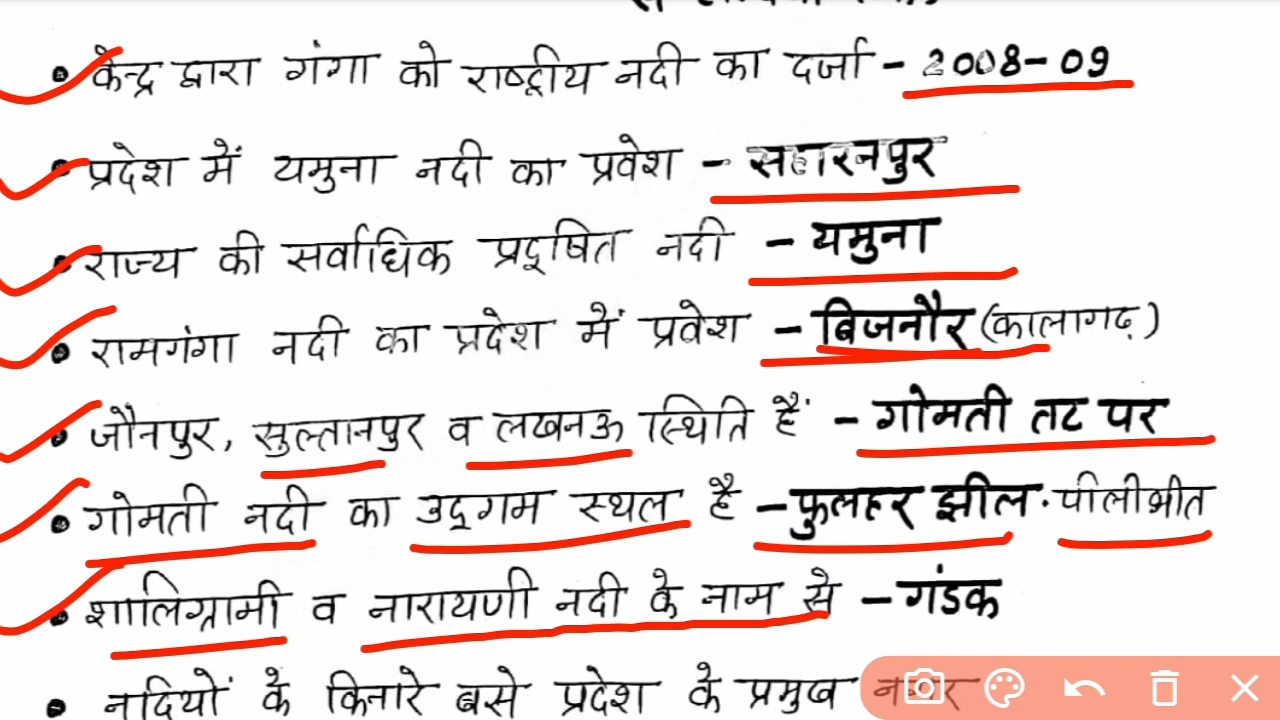 • केन्द्र द्वारा गंगा को राष्ट्रीय नदी का दर्जा - 2008-09
• प्रदेश में यमुना नदी का प्रवेश - सहारनपुर
• राज्य की सर्वाधिक प्रदूषित नदी - यमुना
• रामगंगा नदी का प्रदेश में प्रवेश - बिजनौर (कालागढ़)
• जौनपुर, सुल्तानपुर व लखनऊ स्थिति हैं - गोमती तट पर
• गोमती नदी का उद्गम स्थल है - फुलहर झील. पीलीभीत
• शालिग्रामी व नारायणी नदी के नाम से - गंडक
• नदियों के किनारे बसे प्रदेश के प्रमुख